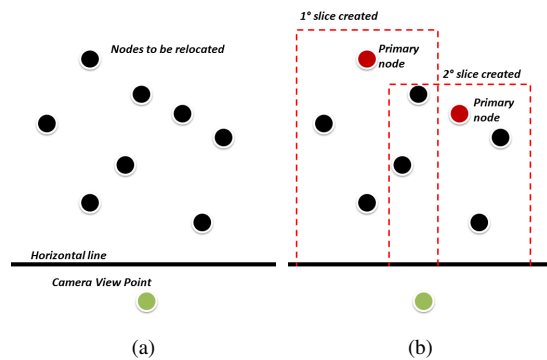 Nodes to be relocated
Horizontal line
Camera View Point
(a)
1° slice created
Primary
node
2° slice created
Primary
node
(b)